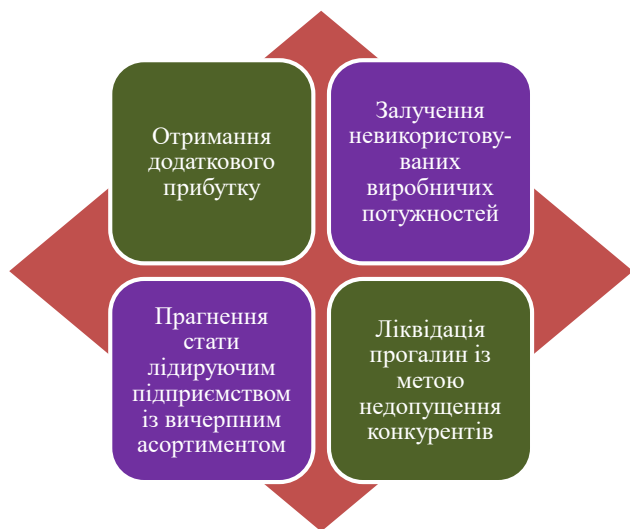 Отримання
додаткового
прибутку
Залучення
невикористову-
ваних
виробничих
потужностей
Прагнення
стати
лідируючим
підприємством
із вичерпним
асортиментом
Ліквідація
прогалин із
метою
недопущення
конкурентів